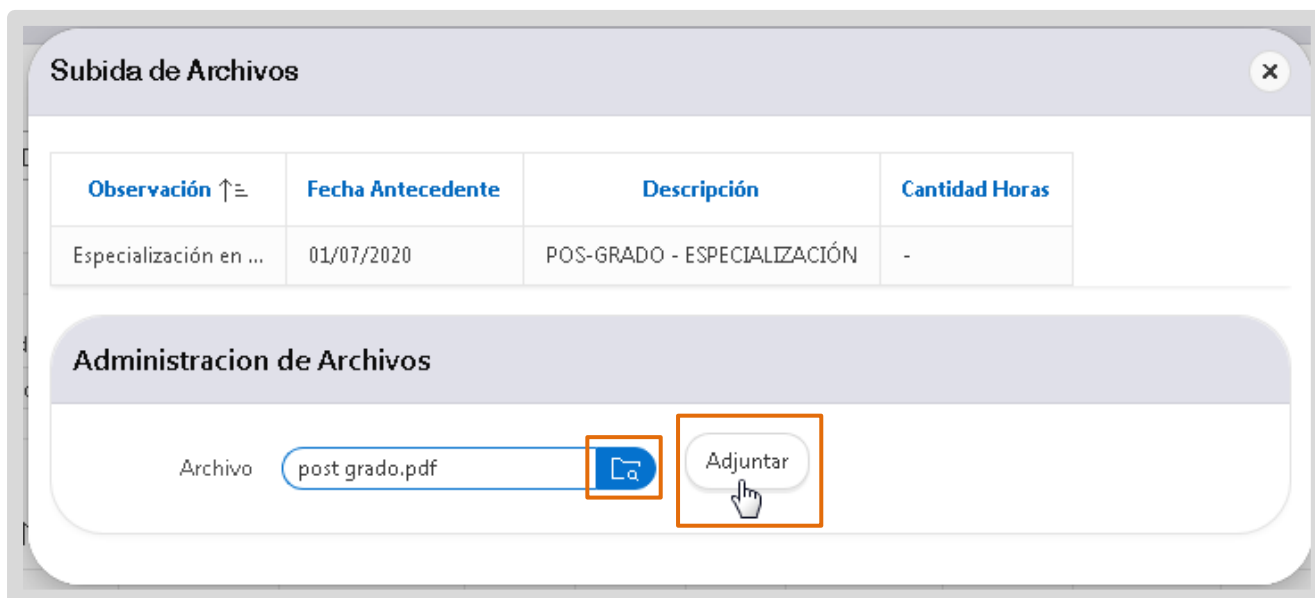 Subida de Archivos
Observación Fecha Antecedente Descripción Cantidad Horas
Especialización en ... 01/07/2020 POS-GRADO - ESPECIALIZACIÓN -
Administracion de Archivos
Archivo post grado.pdf Adjuntar